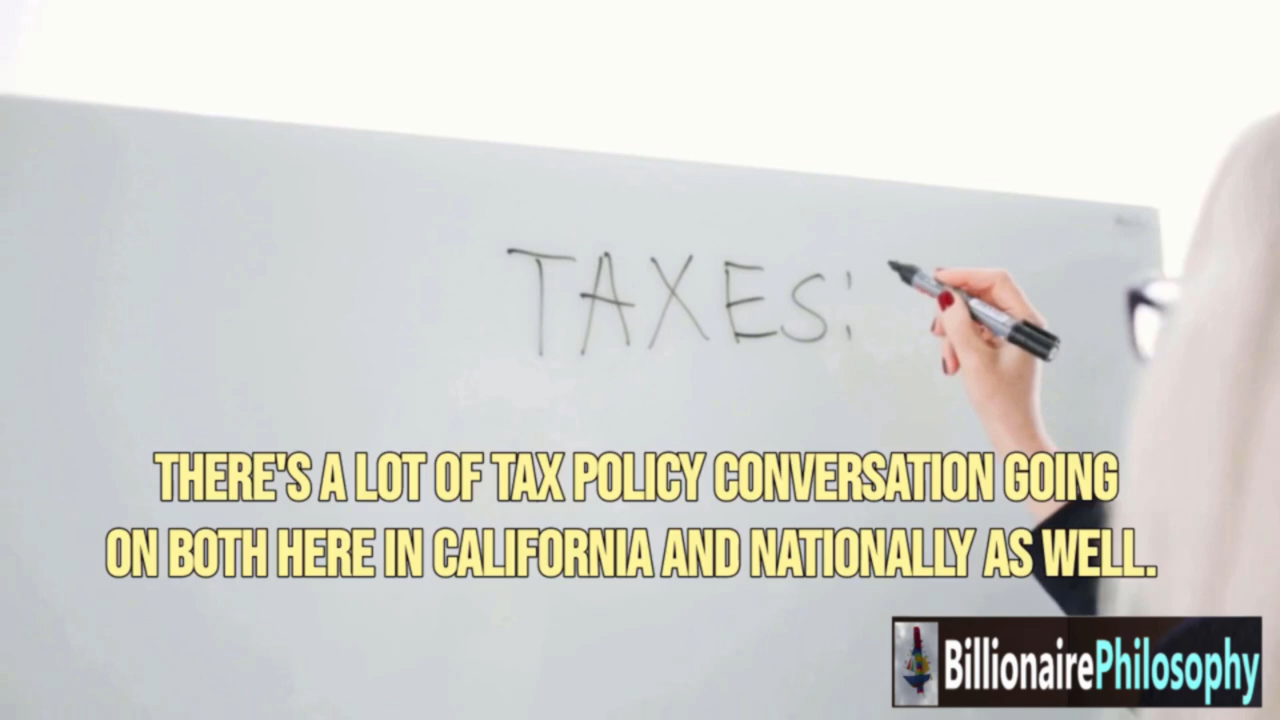 TAXES:
THERE'S A LOT OF TAX POLICY CONVERSATION GOING
ON BOTH HERE IN CALIFORNIA AND NATIONALLY AS WELL.
BillionairePhilosophy